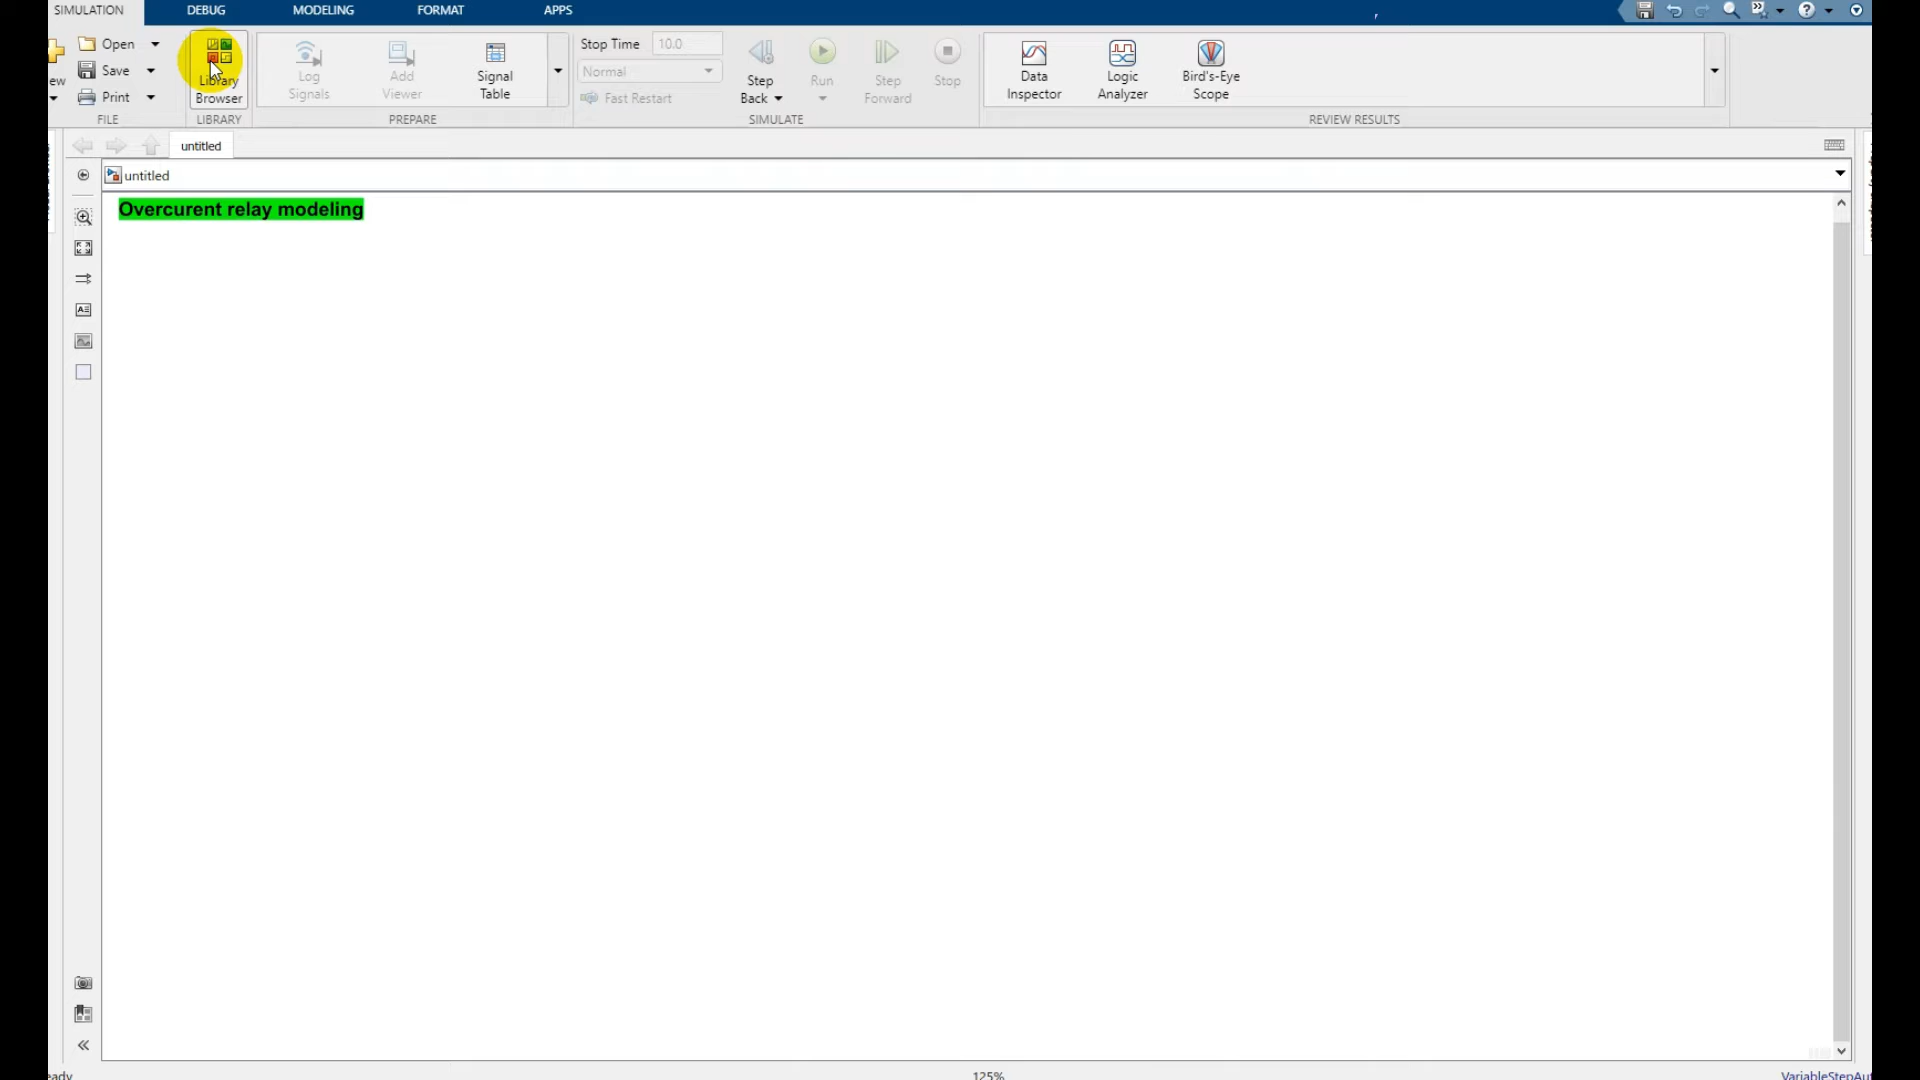 SIMULATION DEBUG MODELING FORMAT APPS
Open
Save
Print
FILE
Library
Browser
LIBRARY
Log
Signals
Add
Viewer
Signal
Table
PREPARE
Stop Time 10.0
Normal
Fast Restart
Step
Back
Run
Step
Forward
Stop
SIMULATE
Data
Inspector
Logic
Analyzer
Bird's-Eye
Scope
REVIEW RESULTS
untitled
untitled
Overcurent relay modeling
125%